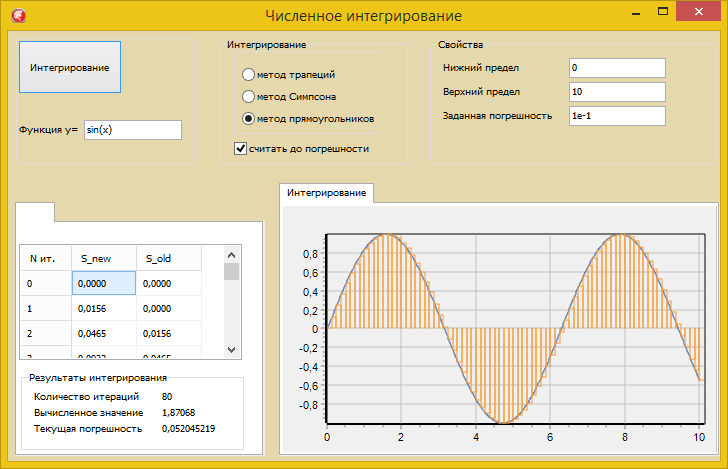 Численное интегрирование
Интегрирование
Функция y= sin(x)
Интегрирование
метод трапеций
метод Симпсона
метод прямоугольников
считать до погрешности
Свойства
Нижний предел 0
Верхний предел 10
Заданная погрешность 1e-1
N ит. S_new S_old
0 0,0000 0,0000
1 0,0156 0,0000
2 0,0465 0,0156
Результаты интегрирования
Количество итераций 80
Вычисленное значение 1,87068
Текущая погрешность 0,052045219
Интегрирование
0,8
0,6
0,4
0,2
0
-0,2
-0,4
-0,6
-0,8
0 2 4 6 8 10